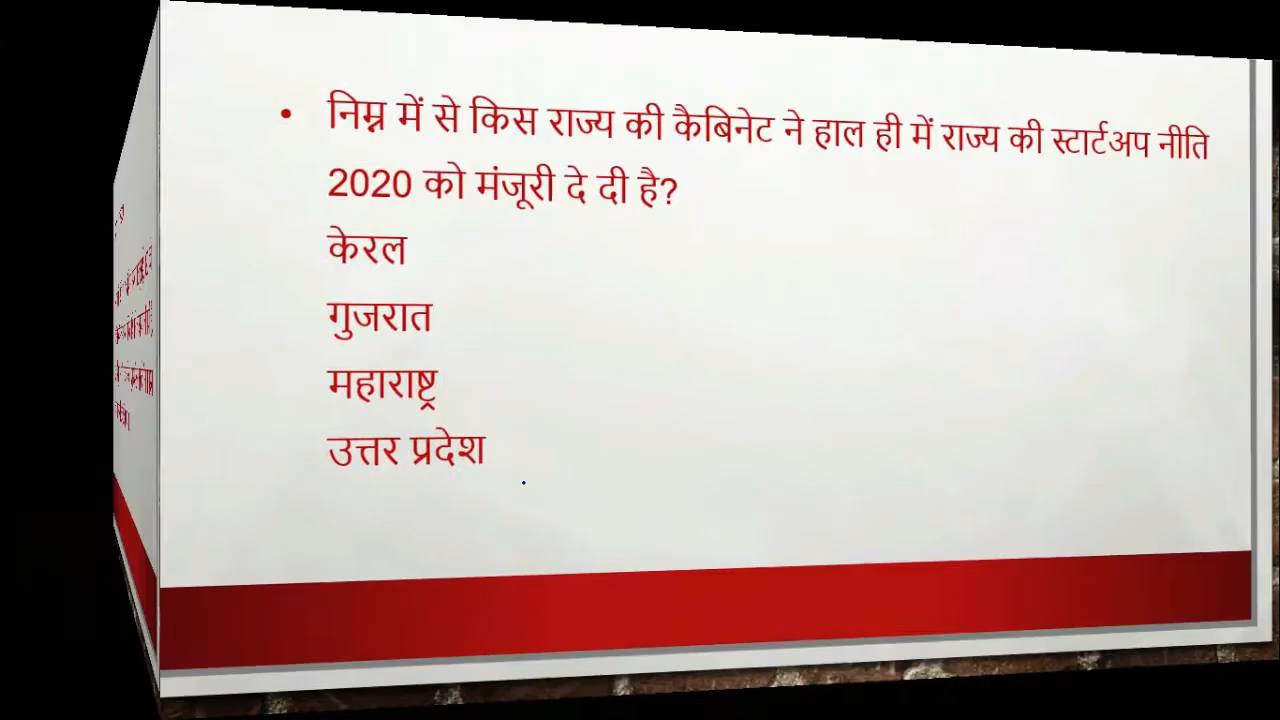 • निम्न में से किस राज्य की कैबिनेट ने हाल ही में राज्य की स्टार्टअप नीति
2020 को मंजूरी दे दी है?
केरल
गुजरात
महाराष्ट्र
उत्तर प्रदेश